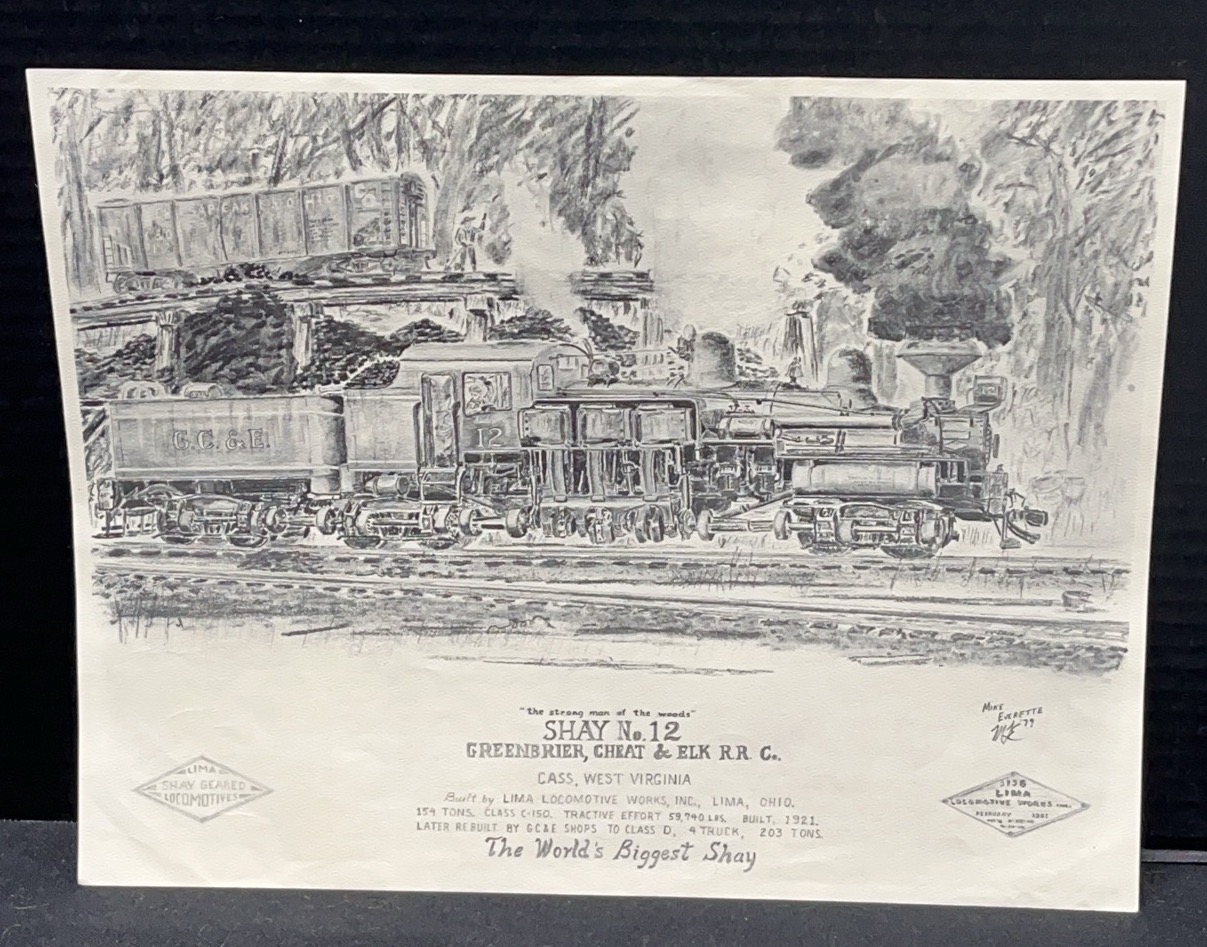 G.C. & E.
12
"the strong man of the woods"
SHAY No. 12
GREENBRIER, CHEAT & ELK R.R. Co.
CASS, WEST VIRGINIA
Built by LIMA LOCOMOTIVE WORKS, INC., LIMA, OHIO.
154 TONS. CLASS C-150. TRACTIVE EFFORT 59,740 LBS. BUILT, 1921.
LATER REBUILT BY GC&E SHOPS TO CLASS D, 4 TRUCK, 203 TONS.
The World's Biggest Shay
MIKE
EVERETTE
'79
LIMA
SHAY GEARED
LOCOMOTIVES
LIMA
LOCOMOTIVE WORKS INC.
FEBRUARY 1921